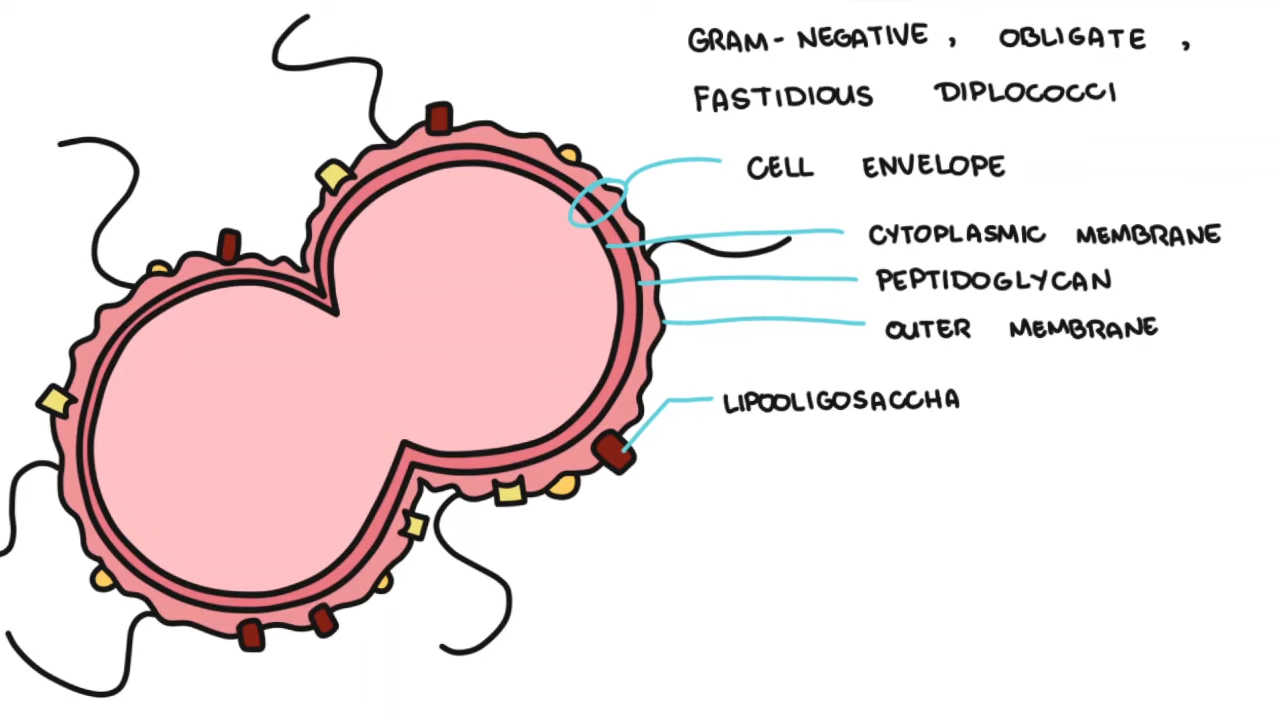 GRAM-NEGATIVE, OBLIGATE,
FASTIDIOUS DIPLOCOCCI
CELL ENVELOPE
CYTOPLASMIC MEMBRANE
PEPTIDOGLYCAN
OUTER MEMBRANE
LIPOOLIGOSACCHA